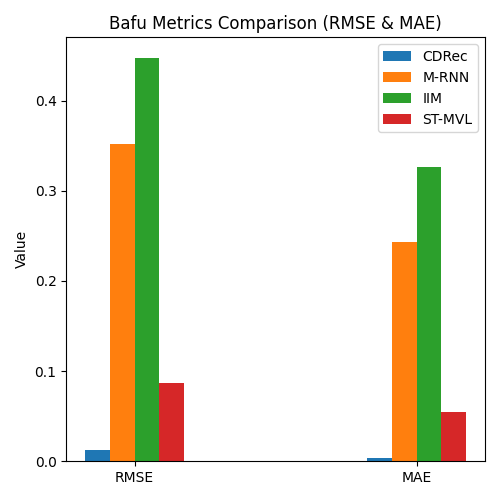 Bafu Metrics Comparison (RMSE & MAE)
CDRec
M-RNN
IIM
ST-MVL
Value
0.4
0.3
0.2
0.1
0.0
RMSE
MAE